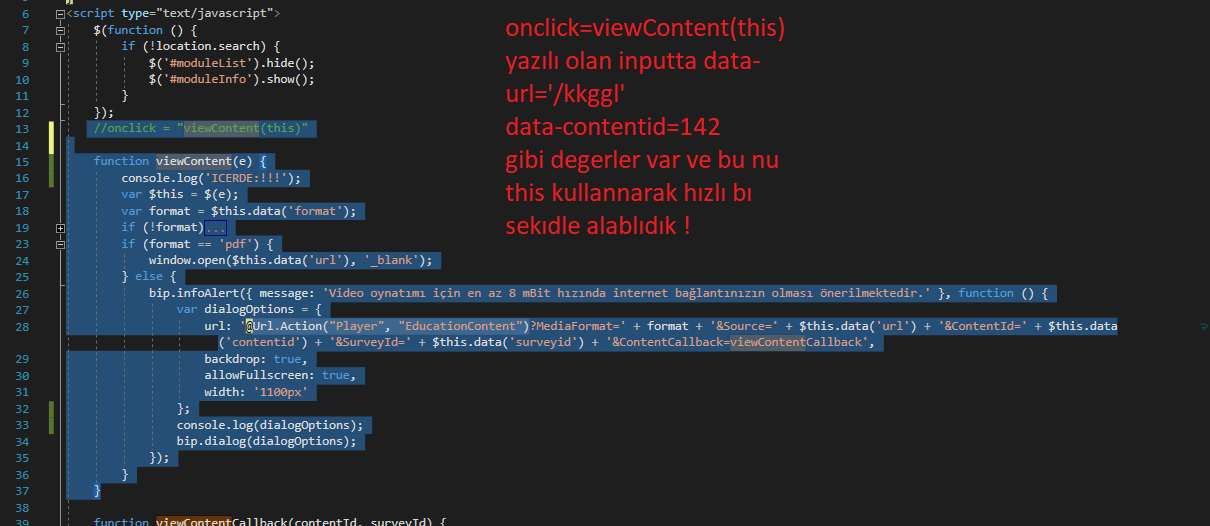 6 <script type="text/javascript">
7 $(function () {
8 if (!location.search) {
9 $('#moduleList').hide();
10 $('#moduleInfo').show();
11 }
12 });
13 //onclick = "viewContent(this)"
14
15 function viewContent(e) {
16 console.log('ICERDE:!!!');
17 var $this = $(e);
18 var format = $this.data('format');
19 if (!format)...
23 if (format == 'pdf') {
24 window.open($this.data('url'), '_blank');
25 } else {
26 bip.infoAlert({ message: 'Video oynatımı için en az 8 mBit hızında internet bağlantınızın olması önerilmektedir.' }, function () {
27 var dialogOptions = {
28 url: '@Url.Action("Player", "EducationContent")?MediaFormat=' + format + '&Source=' + $this.data('url') + '&ContentId=' + $this.data
('contentid') + '&SurveyId=' + $this.data('surveyid') + '&ContentCallback=viewContentCallback',
29 backdrop: true,
30 allowFullscreen: true,
31 width: '1100px'
32 };
33 console.log(dialogOptions);
34 bip.dialog(dialogOptions);
35 });
36 }
37 }
38
39 function viewContentCallback(contentId, surveyId) {
onclick=viewContent(this)
yazılı olan inputta data-
url='/kkggl'
data-contentid=142
gibi degerler var ve bu nu
this kullannarak hızlı bı
sekıdle alablıdık !